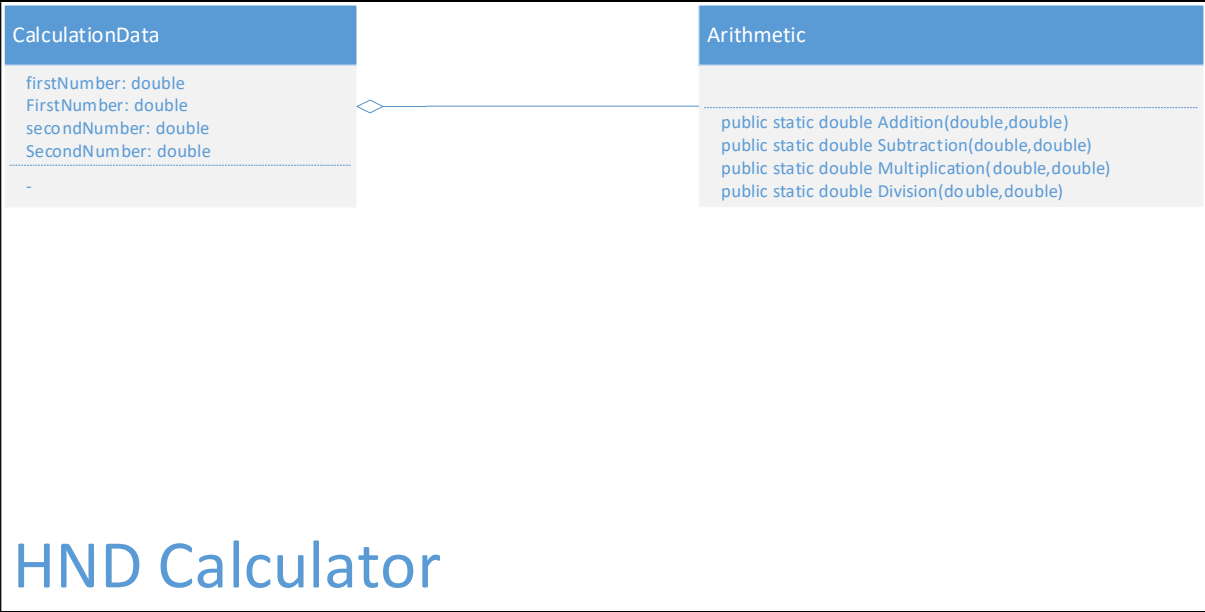 CalculationData
firstNumber: double
FirstNumber: double
secondNumber: double
SecondNumber: double
-
Arithmetic
public static double Addition(double,double)
public static double Subtraction(double,double)
public static double Multiplication(double,double)
public static double Division(double,double)
HND Calculator